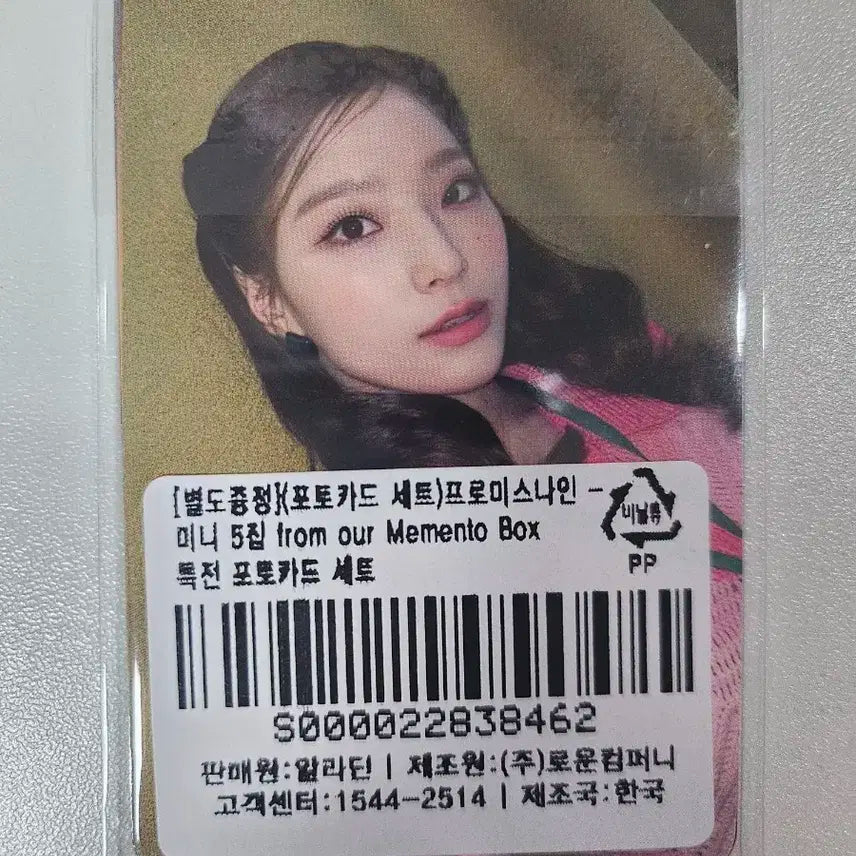 [별도증정](포토카드 세트)프로미스나인 -
미니 5집 from our Memento Box
특전 포토카드 세트
비닐류
PP
S0000022838462
판매원:알라딘 | 제조원:(주)로운컴퍼니
고객센터:1544-2514 | 제조국:한국